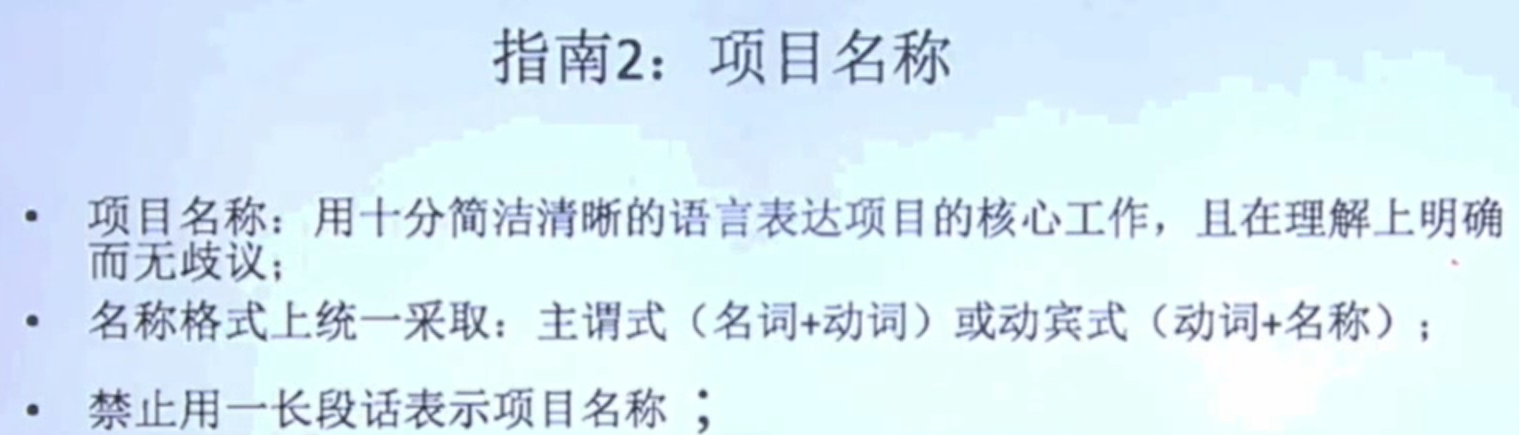 指南2：项目名称
• 项目名称：用十分简洁清晰的语言表达项目的核心工作，且在理解上明确
而无歧议；
• 名称格式上统一采取：主谓式（名词+动词）或动宾式（动词+名称）；
• 禁止用一长段话表示项目名称 ；